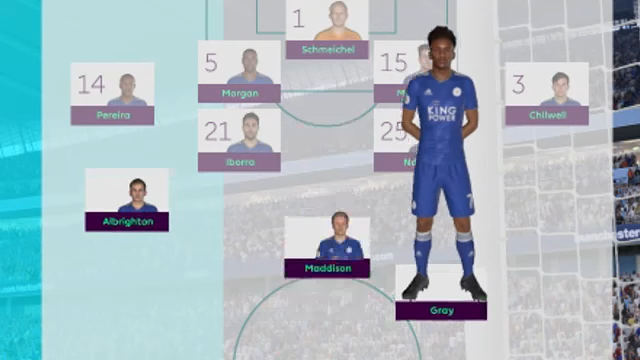 1
Schmeichel
14
Pereira
5
Morgan
15
3
Chilwell
21
Iborra
25
Albrighton
Maddison
Gray
KING
POWER